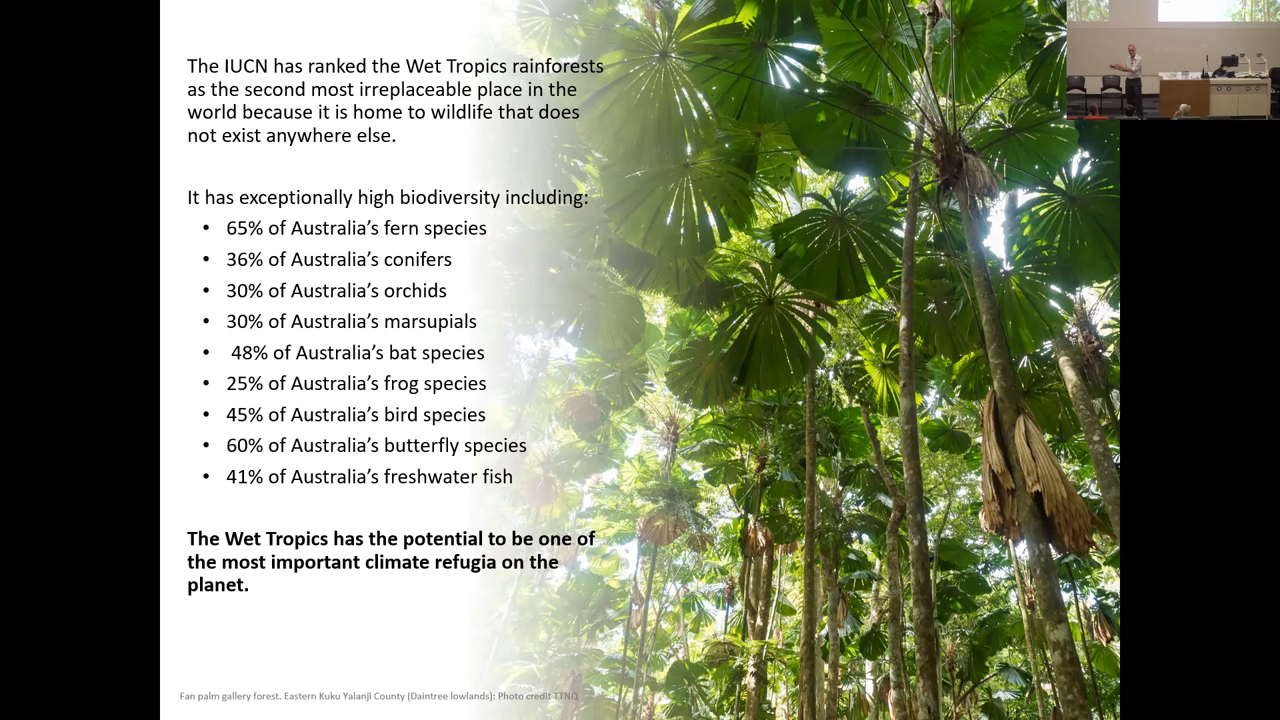 The IUCN has ranked the Wet Tropics rainforests
as the second most irreplaceable place in the
world because it is home to wildlife that does
not exist anywhere else.
It has exceptionally high biodiversity including:
• 65% of Australia's fern species
• 36% of Australia's conifers
• 30% of Australia's orchids
• 30% of Australia's marsupials
• 48% of Australia's bat species
• 25% of Australia's frog species
• 45% of Australia's bird species
• 60% of Australia's butterfly species
• 41% of Australia's freshwater fish
The Wet Tropics has the potential to be one of
the most important climate refugia on the
planet.
Fan palm gallery forest. Eastern Kuku Yalanji County (Daintree lowlands): Photo credit TTNQ